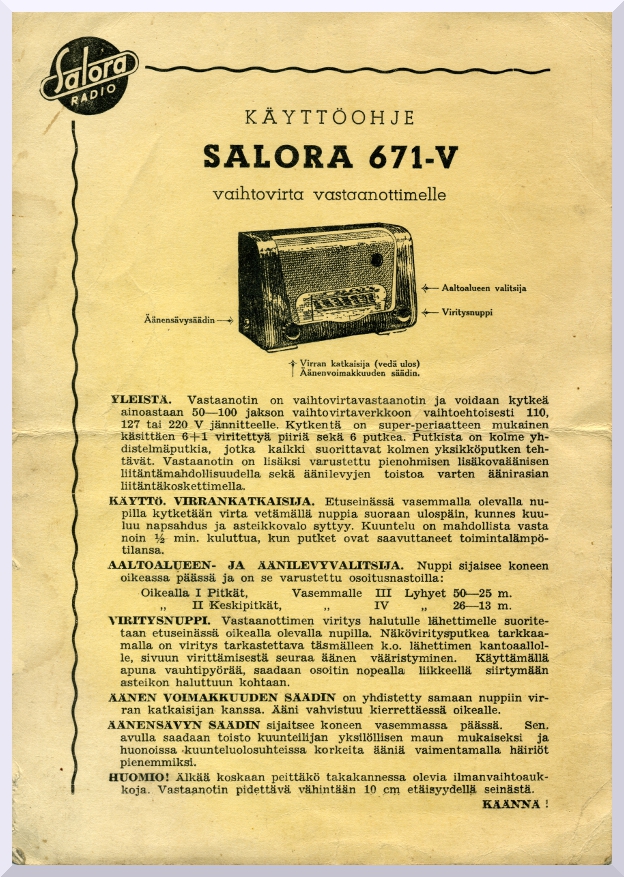 Salora
RADIO
KÄYTTÖOHJE
SALORA 671-V
vaihtovirta vastaanottimelle
Aaltoalueen valitsija
Viritysnuppi
Äänensävysäädin
Virran katkaisija (vedä ulos)
Äänenvoimakkuuden säädin.
YLEISTÄ. Vastaanotin on vaihtovirtavastaanotin ja voidaan kytkeä
ainoastaan 50—100 jakson vaihtovirtaverkkoon vaihtoehtoisesti 110,
127 tai 220 V jännitteelle. Kytkentä on super-periaatteen mukainen
käsittäen 6+1 viritettyä piiriä sekä 6 putkea. Putkista on kolme yh-
distelmäputkia, jotka kaikki suorittavat kolmen yksikköputken teh-
tävät. Vastaanotin on lisäksi varustettu pienohmisen lisäkovaäänisen
liitäntämahdollisuudella sekä äänilevyjen toistoa varten äänirasian
liitäntäkoskettimella.
KÄYTTÖ. VIRRANKATKAISIJA. Etuseinässä vasemmalla olevalla nu-
pilla kytketään virta vetämällä nuppia suoraan ulospäin, kunnes kuu-
luu napsahdus ja asteikkovalo syttyy. Kuuntelu on mahdollista vasta
noin ½ min. kuluttua, kun putket ovat saavuttaneet toimintalämpö-
tilansa.
AALTOALUEEN- JA ÄÄNILEVYVALITSIJA. Nuppi sijaisee koneen
oikeassa päässä ja on se varustettu osoitusnastoilla:
Oikealla I Pitkät, Vasemmalle III Lyhyet 50—25 m.
„ II Keskipitkät, „ IV „ 26—13 m.
VIRITYSNUPPI. Vastaanottimen viritys halutulle lähettimelle suorite-
taan etuseinässä oikealla olevalla nupilla. Näköviritysputkea tarkkaa-
malla on viritys tarkastettava täsmälleen k.o. lähettimen kantoaallol-
le, sivuun virittämisestä seuraa äänen vääristyminen. Käyttämällä
apuna vauhtipyörää, saadaan osoitin nopealla liikkeellä siirtymään
asteikon haluttuun kohtaan.
ÄÄNEN VOIMAKKUUDEN SÄÄDIN on yhdistetty samaan nuppiin vir-
ran katkaisijan kanssa. Ääni vahvistuu kierrettäessä oikealle.
ÄÄNENSÄVYN SÄÄDIN sijaitsee koneen vasemmassa päässä. Sen
avulla saadaan toisto kuunteilijan yksilöllisen maun mukaiseksi ja
huonoissa kuunteluolosuhteissa korkeita ääniä vaimentamalla häiriöt
pienemmiksi.
HUOMIO! Älkää koskaan peittäkö takakannessa olevia ilmanvaihtoauk-
koja. Vastaanotin pidettävä vähintään 10 cm etäisyydellä seinästä.
KÄÄNNÄ !